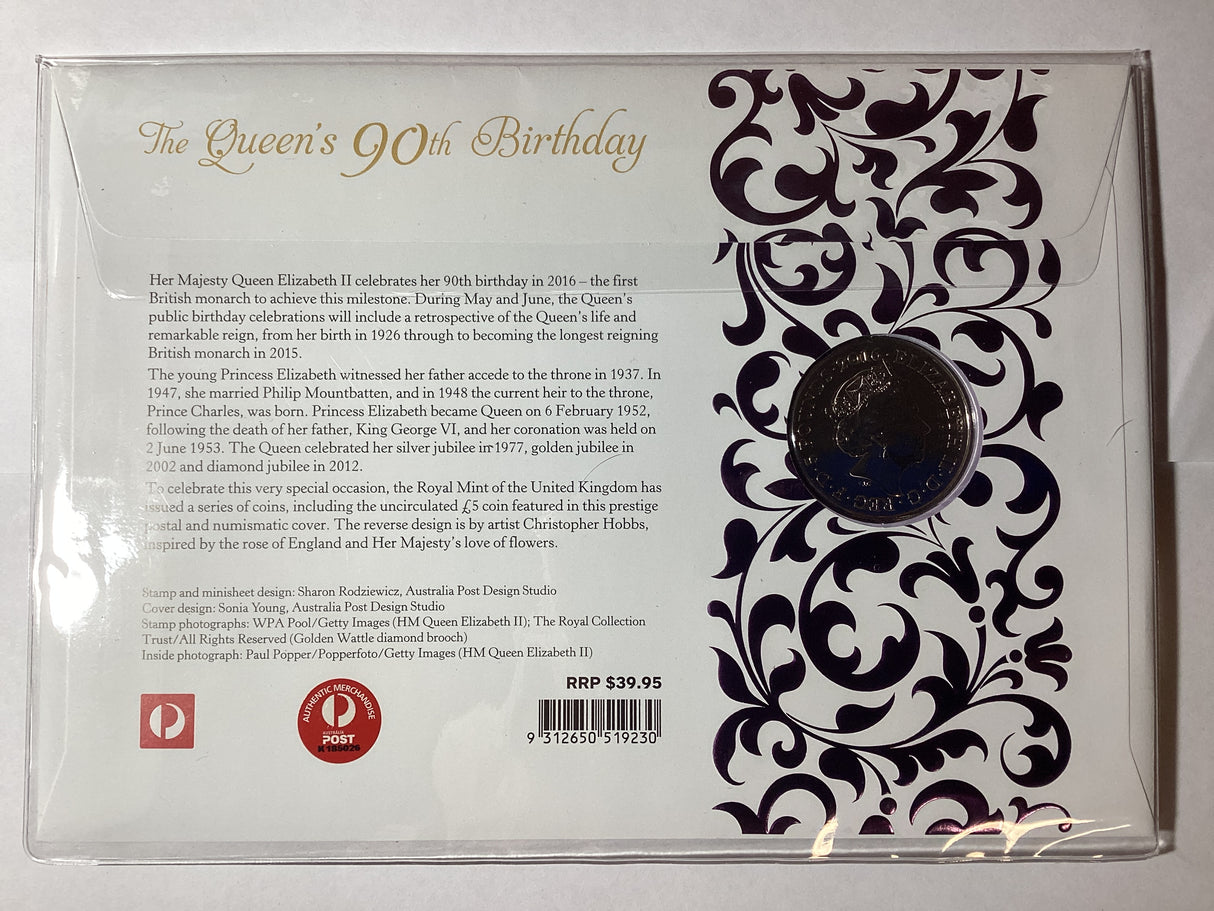 The Queen's 90th Birthday
Her Majesty Queen Elizabeth II celebrates her 90th birthday in 2016 – the first
British monarch to achieve this milestone. During May and June, the Queen's
public birthday celebrations will include a retrospective of the Queen's life and
remarkable reign, from her birth in 1926 through to becoming the longest reigning
British monarch in 2015.
The young Princess Elizabeth witnessed her father accede to the throne in 1937. In
1947, she married Philip Mountbatten, and in 1948 the current heir to the throne,
Prince Charles, was born. Princess Elizabeth became Queen on 6 February 1952,
following the death of her father, King George VI, and her coronation was held on
2 June 1953. The Queen celebrated her silver jubilee in 1977, golden jubilee in
2002 and diamond jubilee in 2012.
To celebrate this very special occasion, the Royal Mint of the United Kingdom has
issued a series of coins, including the uncirculated £5 coin featured in this prestige
postal and numismatic cover. The reverse design is by artist Christopher Hobbs,
inspired by the rose of England and Her Majesty's love of flowers.
Stamp and minisheet design: Sharon Rodziewicz, Australia Post Design Studio
Cover design: Sonia Young, Australia Post Design Studio
Stamp photographs: WPA Pool/Getty Images (HM Queen Elizabeth II); The Royal Collection
Trust/All Rights Reserved (Golden Wattle diamond brooch)
Inside photograph: Paul Popper/Popperfoto/Getty Images (HM Queen Elizabeth II)
AUTHENTIC MERCHANDISE
AUSTRALIA
POST
K 185026
RRP $39.95
9 312650 519230
2016 · ELIZABETH II · D · G · REG · F · D